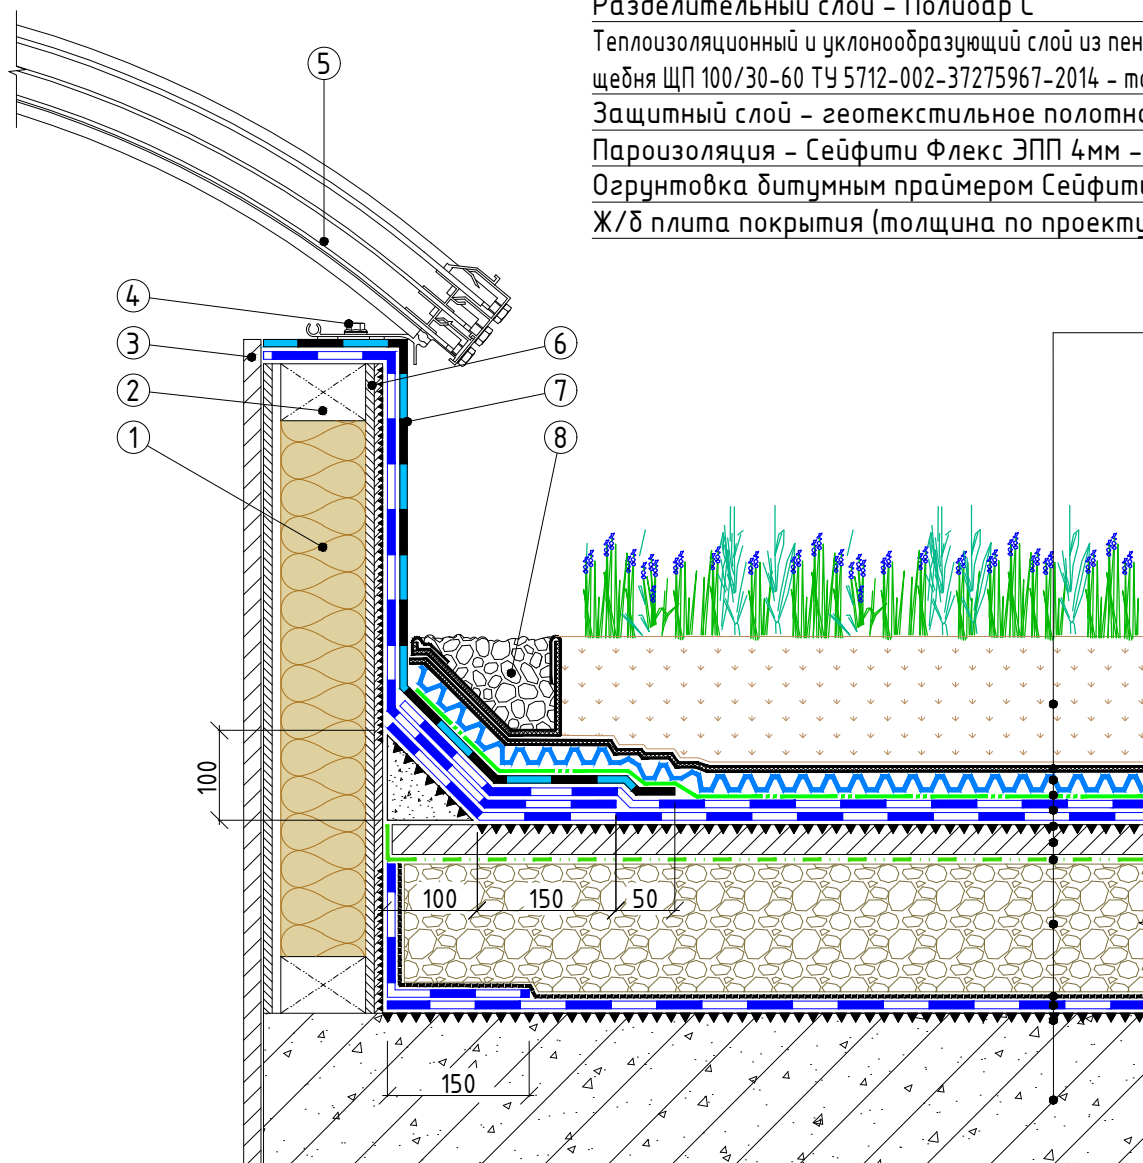 Разделительный слой – Полибар С
Теплоизоляционный и уклонообразующий слой из пен
щебня ЩП 100/30-60 ТУ 5712-002-37275967-2014 – то
Защитный слой – геотекстильное полотно
Пароизоляция – Сейфити Флекс ЭПП 4мм –
Огрунтовка битумным праймером Сейфити
Ж/б плита покрытия (толщина по проекту
5
4
3
6
2
7
1
8
100
100 150 50
150